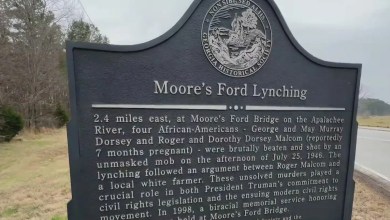 GEORGIA HISTORICAL SOCIETY
Moore's Ford Lynching
2.4 miles east, at Moore's Ford Bridge on the Apalachee
River, four African-Americans - George and May Murray
Dorsey and Roger and Dorothy Dorsey Malcom (reportedly
7 months pregnant) - were brutally beaten and shot by an
unmasked mob on the afternoon of July 25, 1946. The
lynching followed an argument between Roger Malcom and
a local white farmer. These unsolved murders played a
crucial role in both President Truman's commitment to
civil rights legislation and the ensuing modern civil rights
movement. In 1998, a biracial memorial service honoring
held at Moore's Ford Bridge.